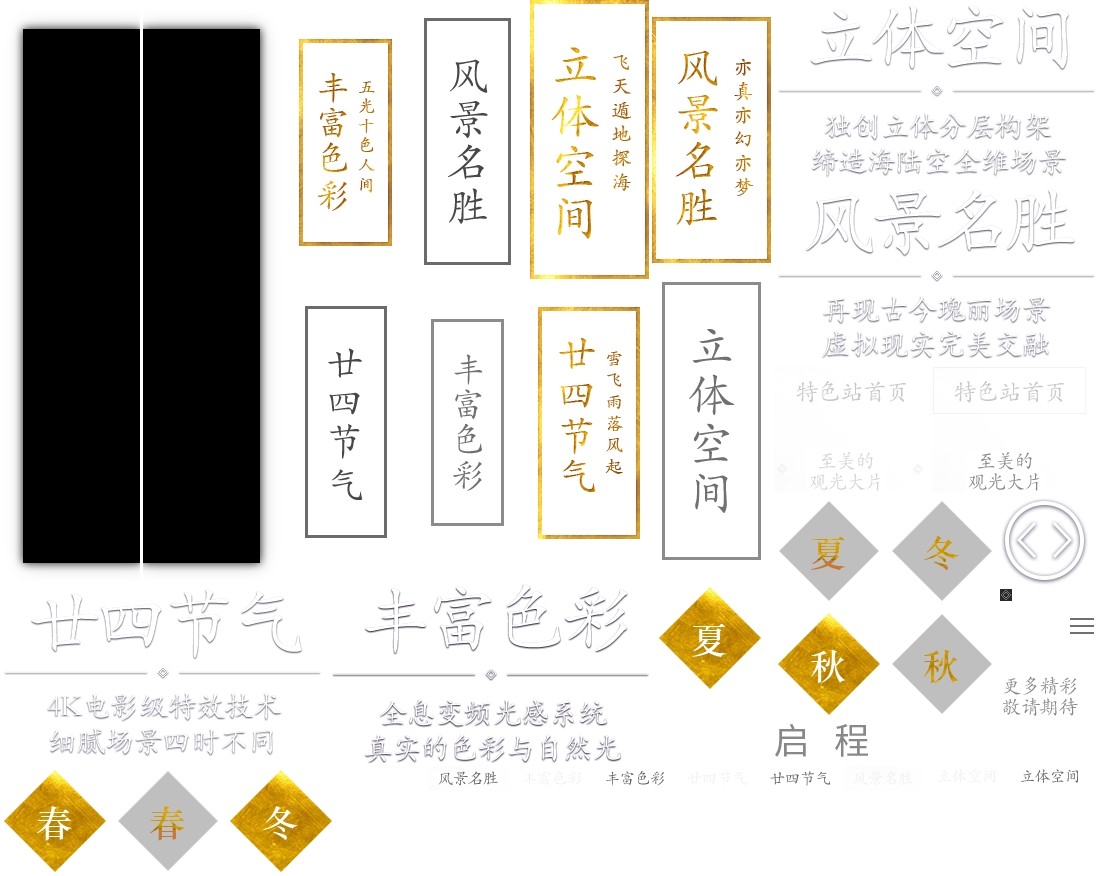 丰富色彩
五光十色人间
风景名胜
立体空间
飞天遁地探海
风景名胜
亦真亦幻亦梦
立体空间
独创立体分层构架
缔造海陆空全维场景
风景名胜
再现古今瑰丽场景
虚拟现实完美交融
廿四节气
丰富色彩
廿四节气
雪飞雨落风起
立体空间
特色站首页
特色站首页
至美的
观光大片
至美的
观光大片
夏
冬
廿四节气
4K电影级特效技术
细腻场景四时不同
丰富色彩
全息变频光感系统
真实的色彩与自然光
夏
秋
秋
更多精彩
敬请期待
启程
风景名胜
丰富色彩
丰富色彩
廿四节气
廿四节气
风景名胜
立体空间
立体空间
春
春
冬